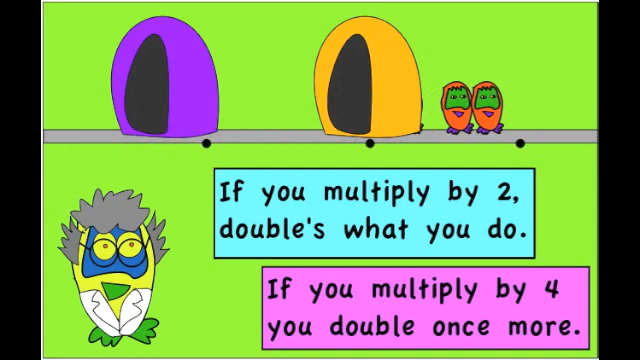 If you multiply by 2,
double's what you do.
If you multiply by 4
you double once more.